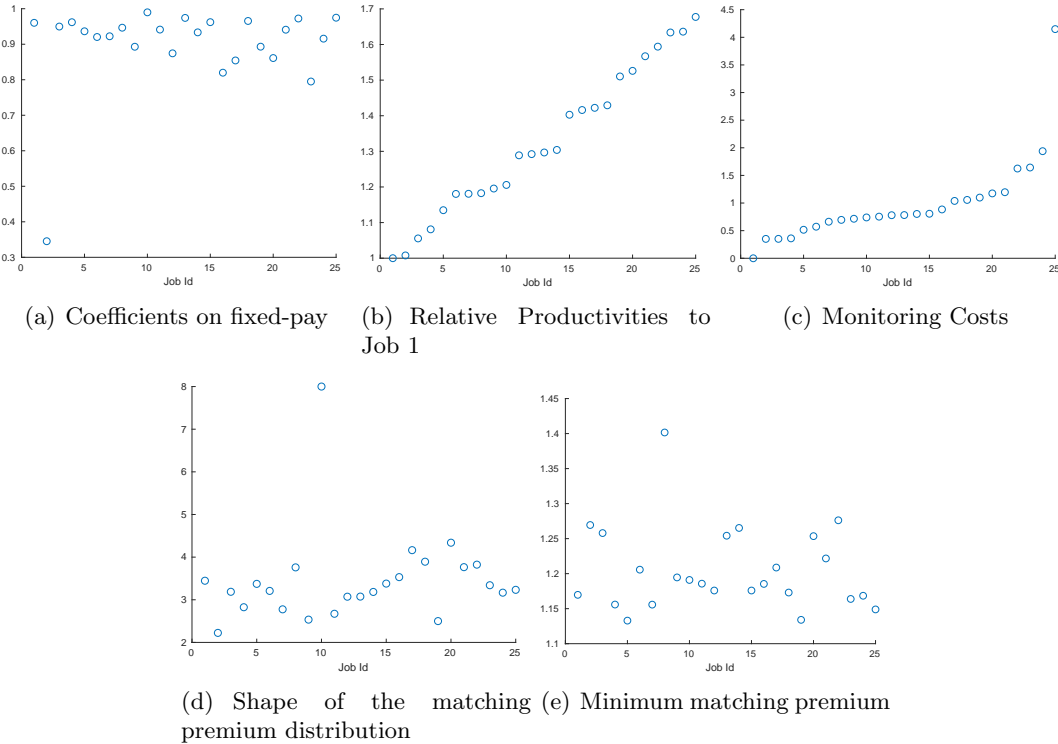 1
0.9
0.8
0.7
0.6
0.5
0.4
0.3
0 5 10 15 20 25
Job Id
(a) Coefficients on fixed-pay
1.7
1.6
1.5
1.4
1.3
1.2
1.1
1
0 5 10 15 20 25
Job Id
(b) Relative Productivities to
Job 1
4.5
4
3.5
3
2.5
2
1.5
1
0.5
0
0 5 10 15 20 25
Job Id
(c) Monitoring Costs
8
7
6
5
4
3
2
0 5 10 15 20 25
Job Id
(d) Shape of the matching
premium distribution
1.45
1.4
1.35
1.3
1.25
1.2
1.15
1.1
0 5 10 15 20 25
Job Id
(e) Minimum matching premium